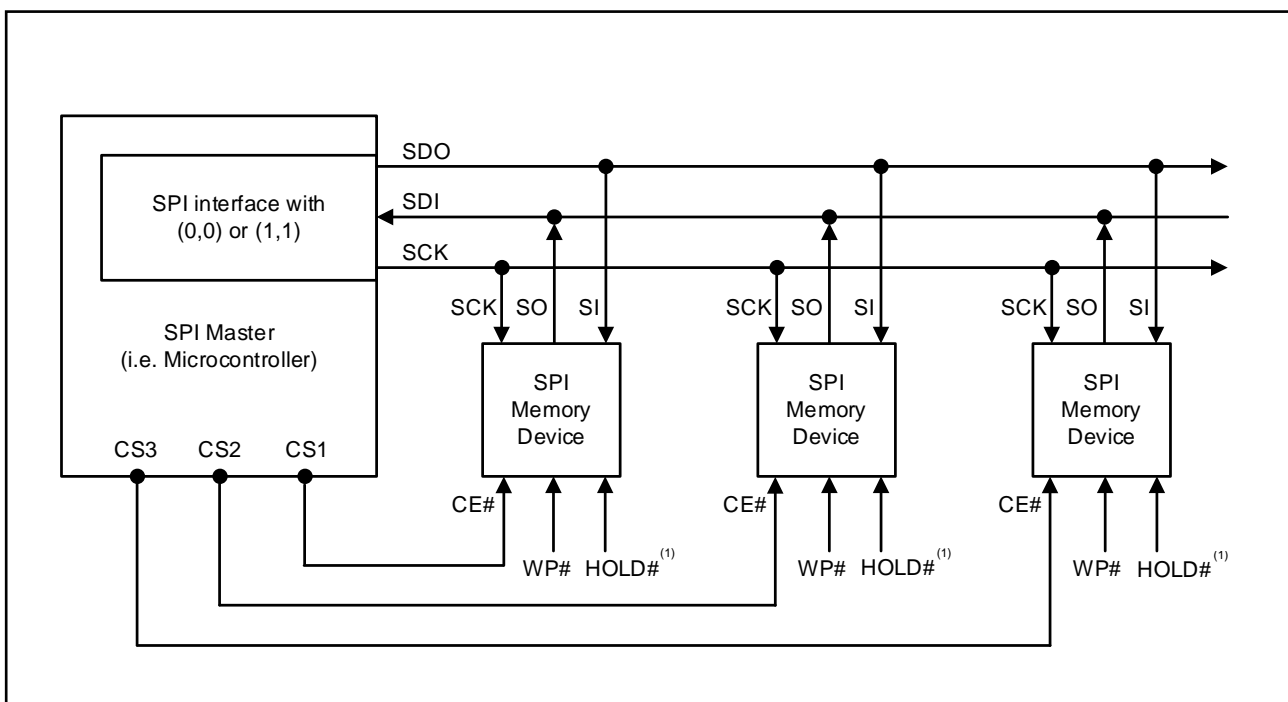 SDO
SPI interface with
(0,0) or (1,1)
SDI
SCK
SPI Master
(i.e. Microcontroller)
SCK SO SI
SCK SO SI
SCK SO SI
SPI
Memory
Device
SPI
Memory
Device
SPI
Memory
Device
CS3 CS2 CS1
CE#
CE#
CE#
WP# HOLD#(1)
WP# HOLD#(1)
WP# HOLD#(1)